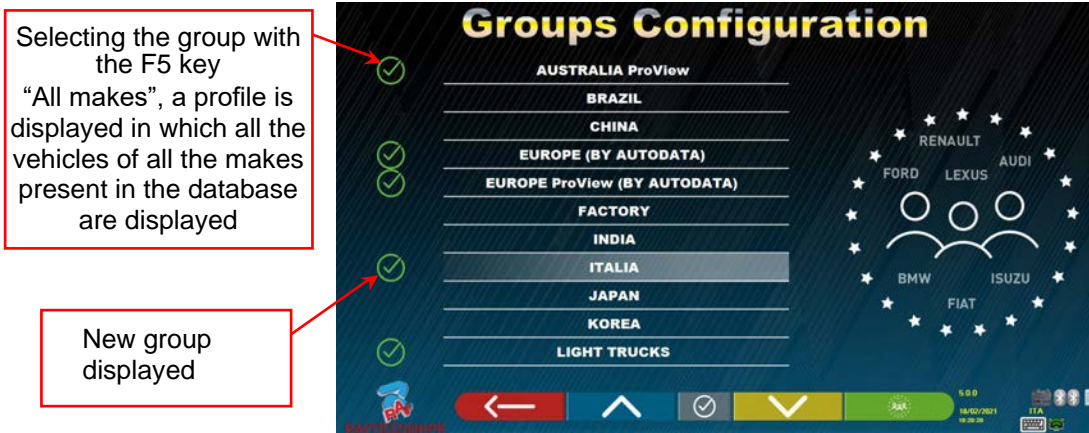 Selecting the group with
the F5 key
“All makes”, a profile is
displayed in which all the
vehicles of all the makes
present in the database
are displayed
New group
displayed
Groups Configuration
AUSTRALIA ProView
BRAZIL
CHINA
EUROPE (BY AUTODATA)
EUROPE ProView (BY AUTODATA)
FACTORY
INDIA
ITALIA
JAPAN
KOREA
LIGHT TRUCKS
RENAULT
AUDI
FORD
LEXUS
BMW
ISUZU
FIAT
RAV
5.0.0
18/02/2021
ITA